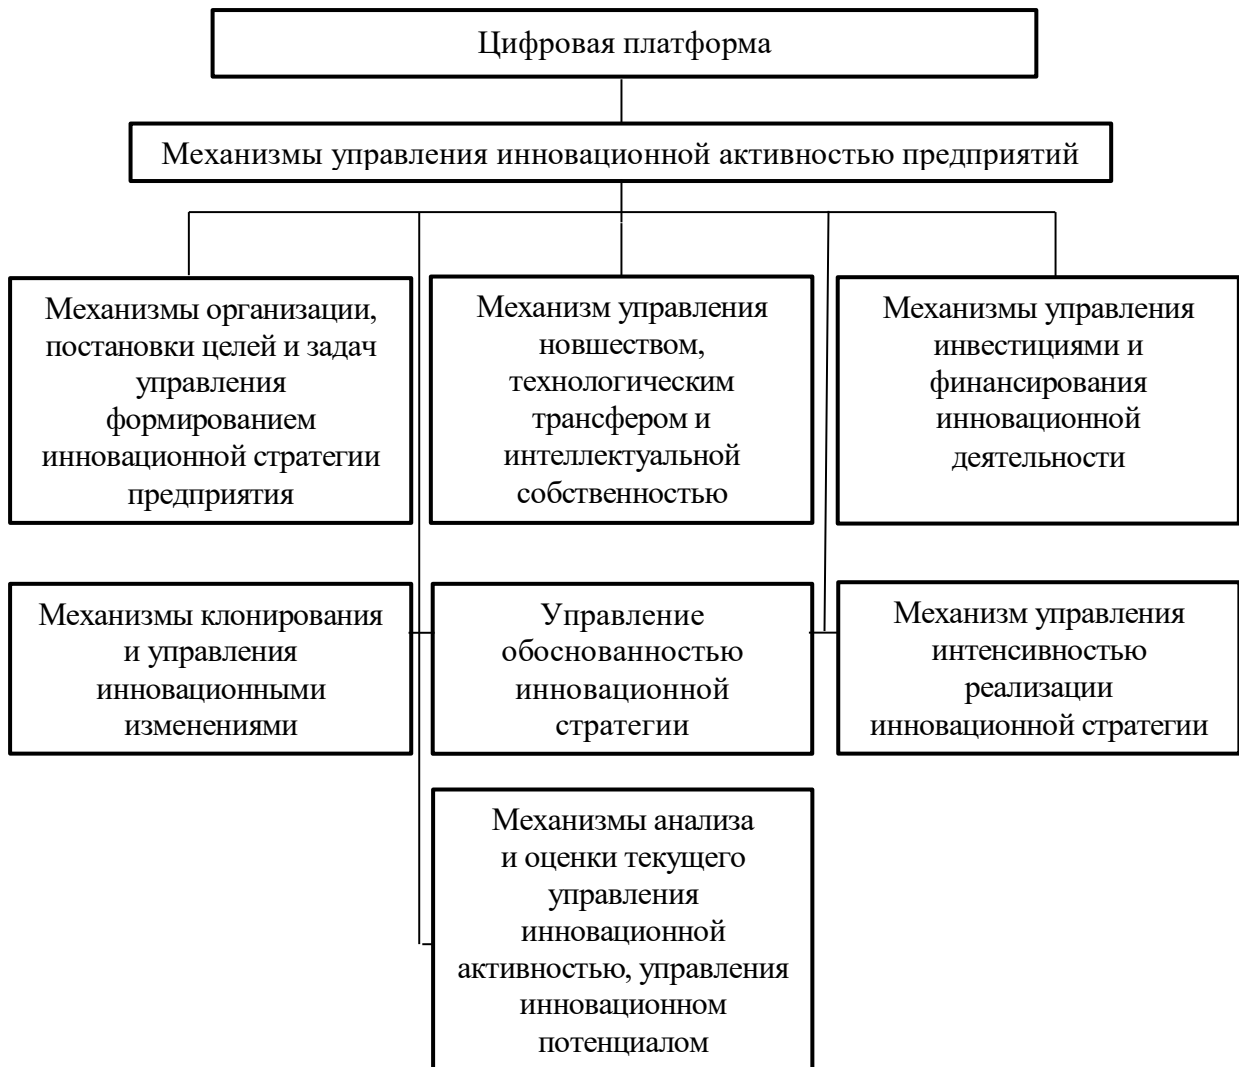 Цифровая платформа
Механизмы управления инновационной активностью предприятий
Механизмы организации,
постановки целей и задач
управления
формированием
инновационной стратегии
предприятия
Механизм управления
новшеством,
технологическим
трансфером и
интеллектуальной
собственностью
Механизмы управления
инвестициями и
финансирования
инновационной
деятельности
Механизмы клонирования
и управления
инновационными
изменениями
Управление
обоснованностью
инновационной
стратегии
Механизм управления
интенсивностью
реализации
инновационной стратегии
Механизмы анализа
и оценки текущего
управления
инновационной
активностью, управления
инновационном
потенциалом